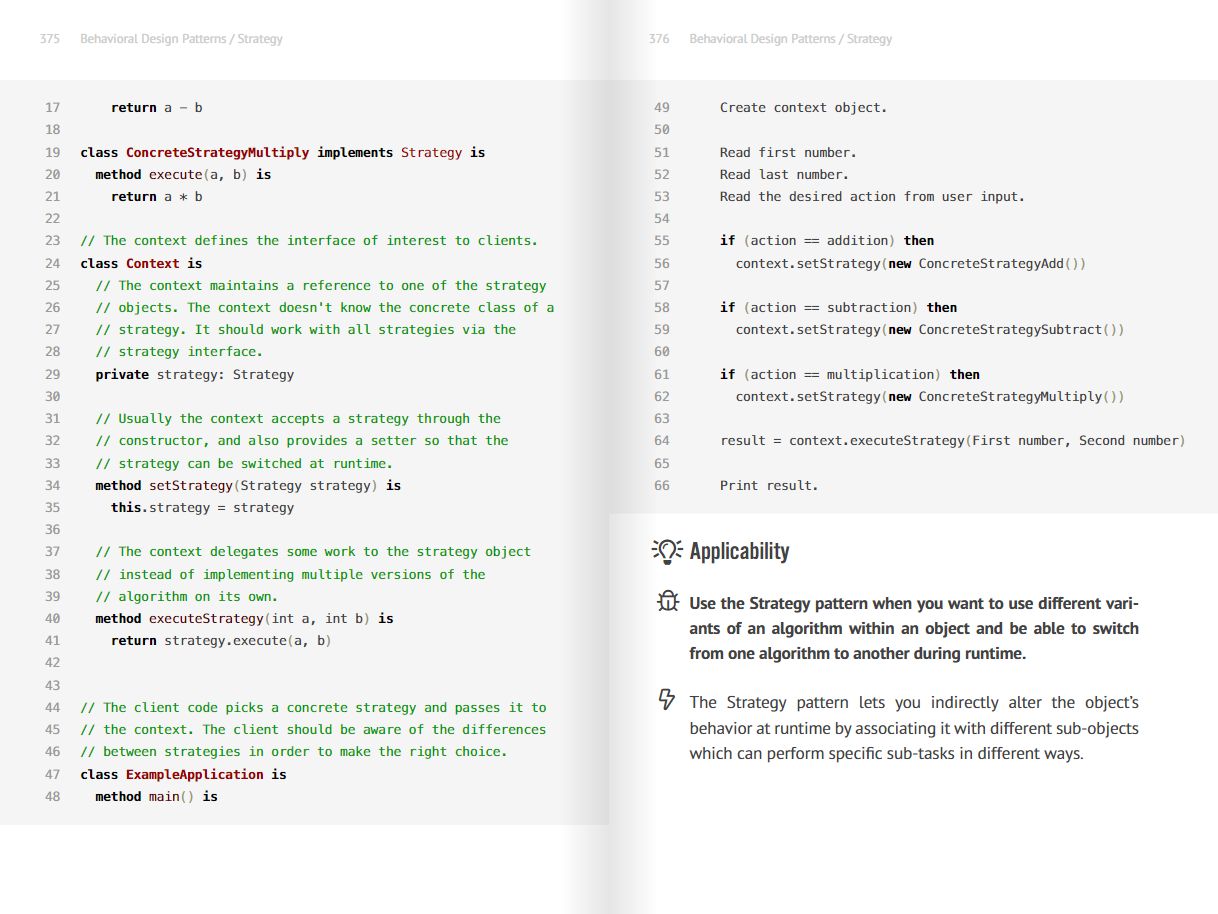 375 Behavioral Design Patterns / Strategy
17     return a − b
18
19 class ConcreteStrategyMultiply implements Strategy is
20   method execute(a, b) is
21     return a * b
22
23 // The context defines the interface of interest to clients.
24 class Context is
25   // The context maintains a reference to one of the strategy
26   // objects. The context doesn't know the concrete class of a
27   // strategy. It should work with all strategies via the
28   // strategy interface.
29   private strategy: Strategy
30
31   // Usually the context accepts a strategy through the
32   // constructor, and also provides a setter so that the
33   // strategy can be switched at runtime.
34   method setStrategy(Strategy strategy) is
35     this.strategy = strategy
36
37   // The context delegates some work to the strategy object
38   // instead of implementing multiple versions of the
39   // algorithm on its own.
40   method executeStrategy(int a, int b) is
41     return strategy.execute(a, b)
42
43
44 // The client code picks a concrete strategy and passes it to
45 // the context. The client should be aware of the differences
46 // between strategies in order to make the right choice.
47 class ExampleApplication is
48   method main() is
376 Behavioral Design Patterns / Strategy
49     Create context object.
50
51     Read first number.
52     Read last number.
53     Read the desired action from user input.
54
55     if (action == addition) then
56       context.setStrategy(new ConcreteStrategyAdd())
57
58     if (action == subtraction) then
59       context.setStrategy(new ConcreteStrategySubtract())
60
61     if (action == multiplication) then
62       context.setStrategy(new ConcreteStrategyMultiply())
63
64     result = context.executeStrategy(First number, Second number)
65
66     Print result.
Applicability
Use the Strategy pattern when you want to use different vari-
ants of an algorithm within an object and be able to switch
from one algorithm to another during runtime.
The Strategy pattern lets you indirectly alter the object’s
behavior at runtime by associating it with different sub-objects
which can perform specific sub-tasks in different ways.